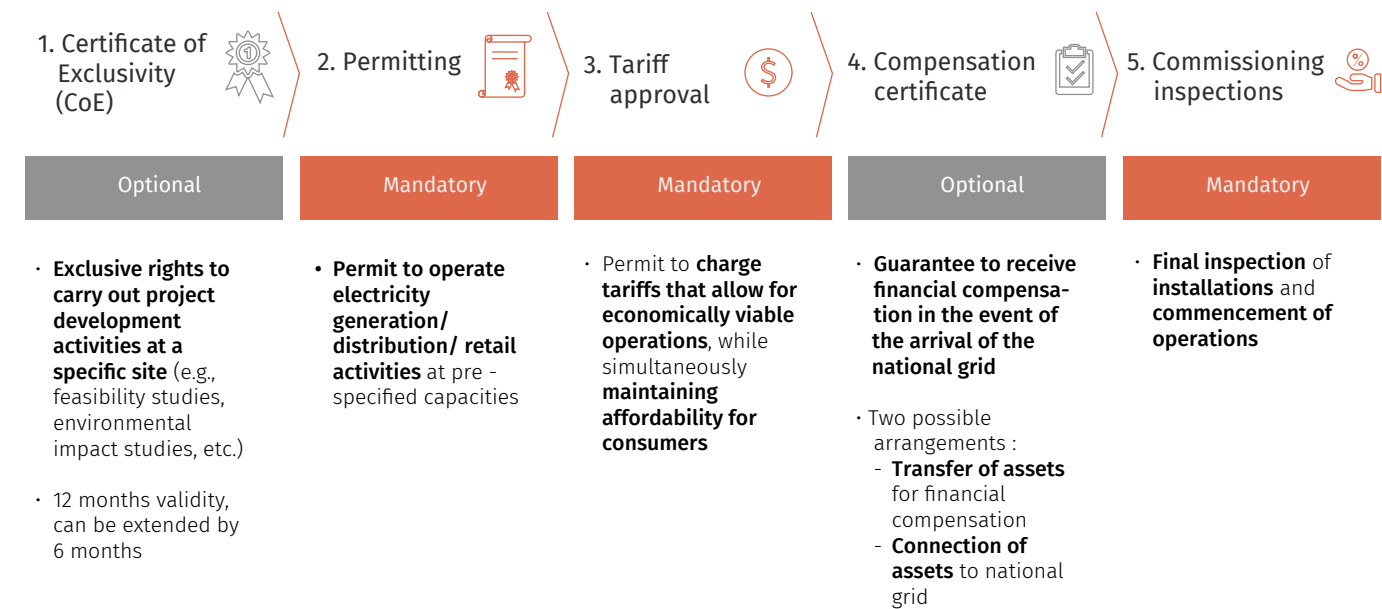 1. Certificate of
Exclusivity
(CoE)
1
2. Permitting
3. Tariff
approval
$
4. Compensation
certificate
5. Commissioning
inspections
%
Optional
Mandatory
Mandatory
Optional
Mandatory
· Exclusive rights to
carry out project
development
activities at a
specific site (e.g.,
feasibility studies,
environmental
impact studies, etc.)
· 12 months validity,
can be extended by
6 months
• Permit to operate
electricity
generation/
distribution/ retail
activities at pre -
specified capacities
· Permit to charge
tariffs that allow for
economically viable
operations, while
simultaneously
maintaining
affordability for
consumers
· Guarantee to receive
financial compensa-
tion in the event of
the arrival of the
national grid
· Two possible
arrangements :
- Transfer of assets
for financial
compensation
- Connection of
assets to national
grid
· Final inspection of
installations and
commencement of
operations